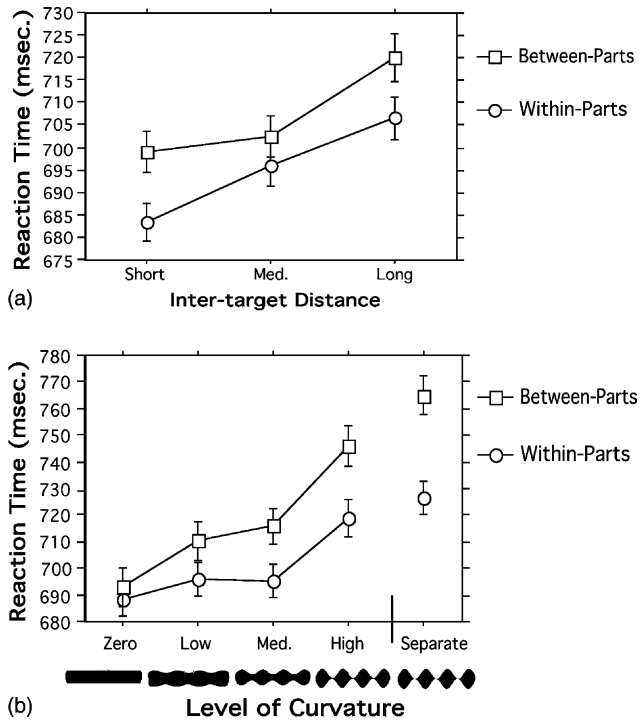 730
725
720
715
710
705
700
695
690
685
680
675
Reaction Time (msec.)
Between-Parts
Within-Parts
Short Med. Long
(a) Inter-target Distance
780
770
760
750
740
730
720
710
700
690
680
Reaction Time (msec.)
Between-Parts
Within-Parts
Zero Low Med. High Separate
(b) Level of Curvature